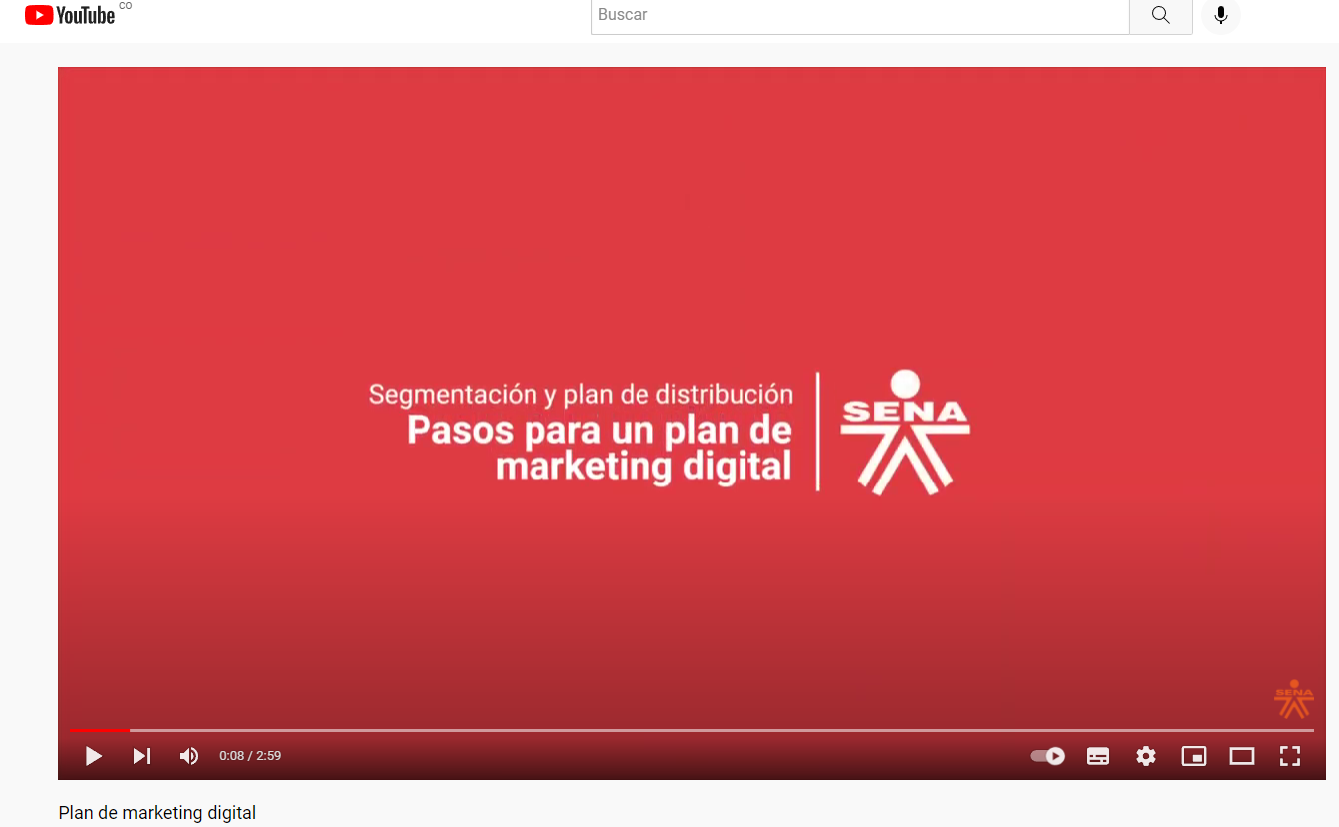 YouTube CO
Buscar
Segmentación y plan de distribución
Pasos para un plan de
marketing digital
SENA
SENA
0:08 / 2:59
Plan de marketing digital